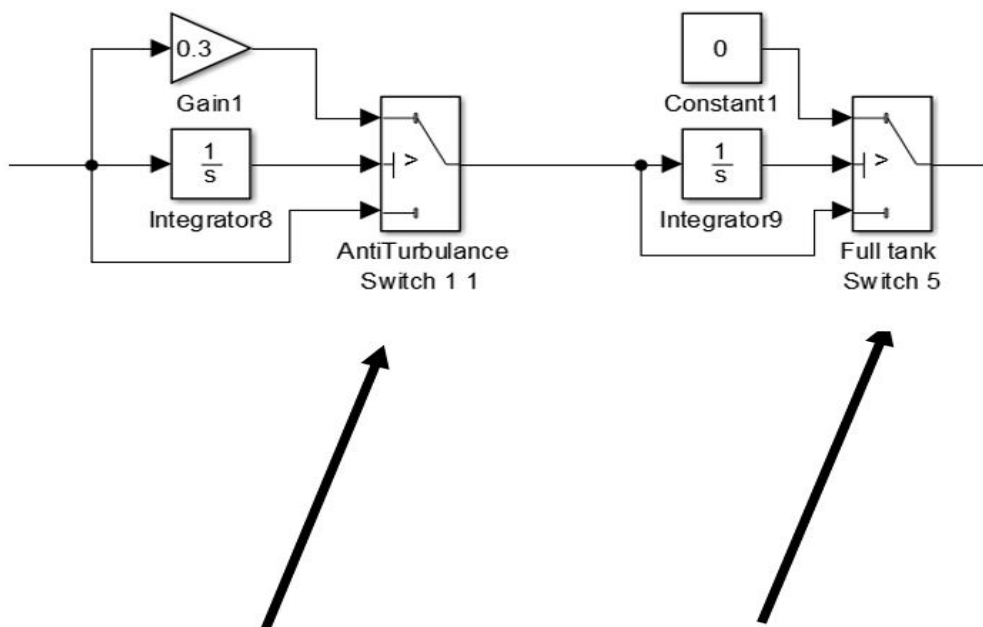 0.3
Gain1
0
Constant1
1
s
Integrator8
>
AntiTurbulance
Switch 1 1
1
s
Integrator9
>
Full tank
Switch 5